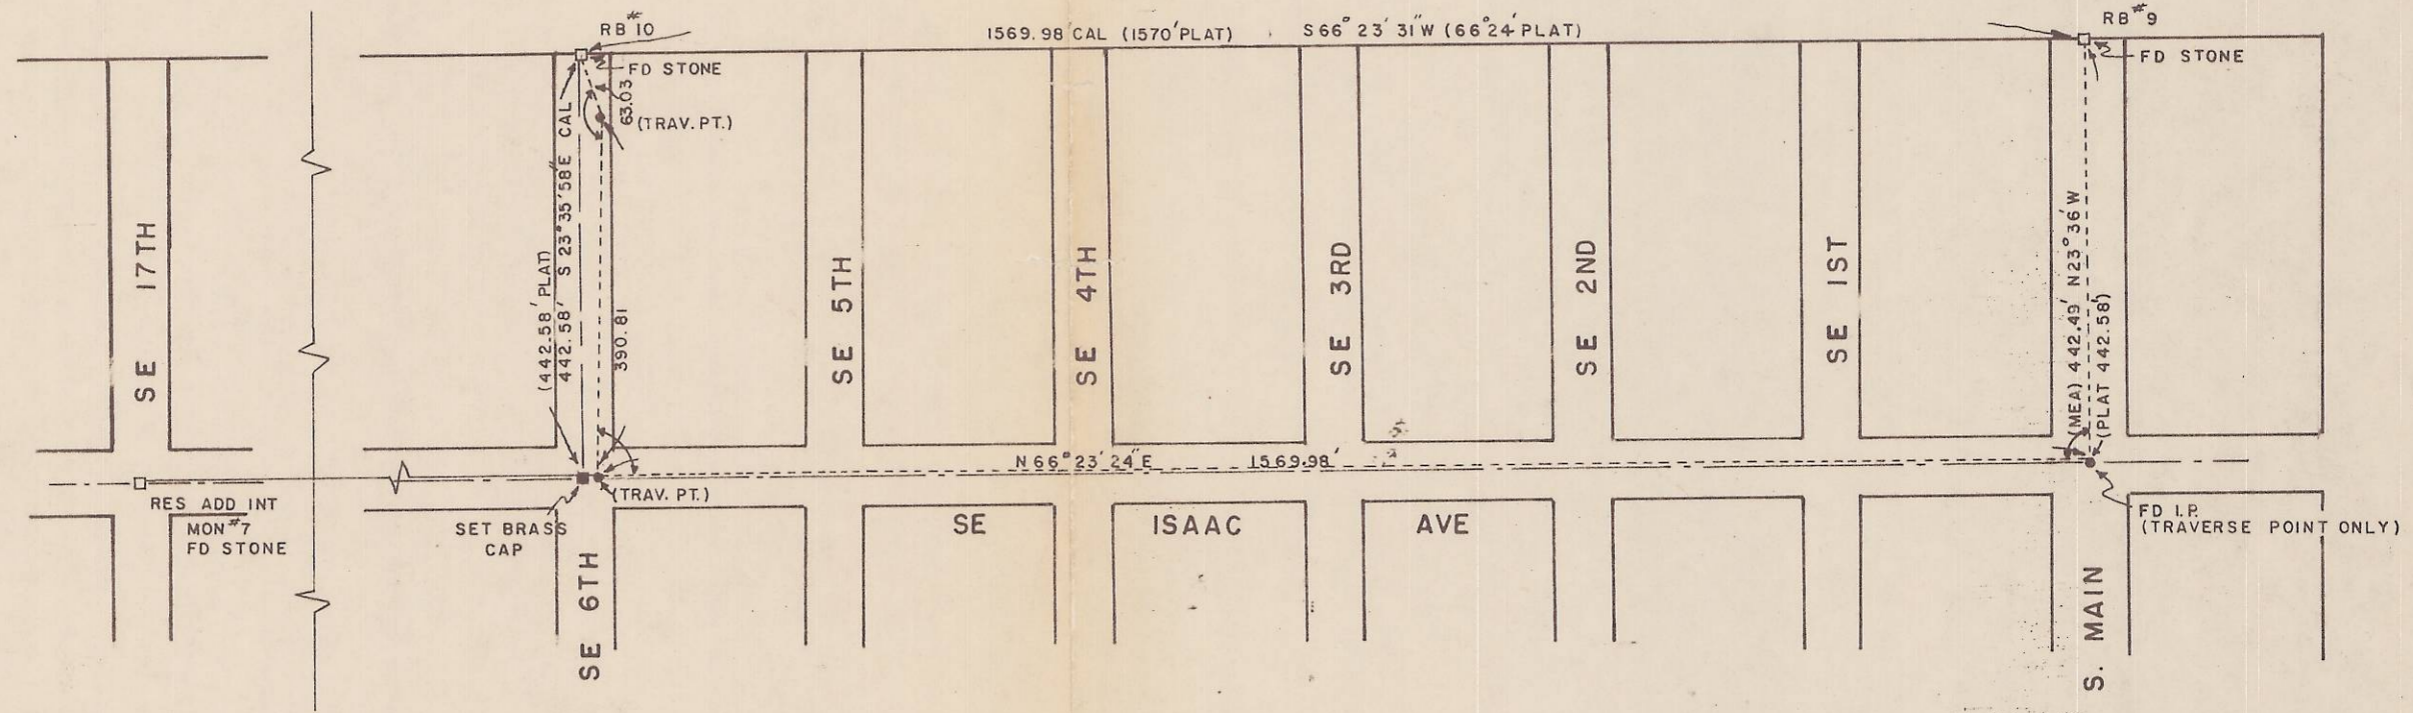 RB#10
1569.98' CAL (1570' PLAT)
S66° 23' 31"W (66°24' PLAT)
RB#9
FD STONE
FD STONE
63.03
(TRAV. PT.)
(442.58' PLAT)
442.58' S 23° 35' 58"E CAL
390.81
SE 17TH
SE 5TH
SE 4TH
SE 3RD
SE 2ND
SE 1ST
(MEA) 442.49' N23° 36'W
(PLAT 442.58')
N 66° 23' 24"E 1569.98'
RES ADD INT
MON#7
FD STONE
(TRAV. PT.)
SET BRASS
CAP
SE ISAAC AVE
FD I.P.
(TRAVERSE POINT ONLY)
SE 6TH
S. MAIN